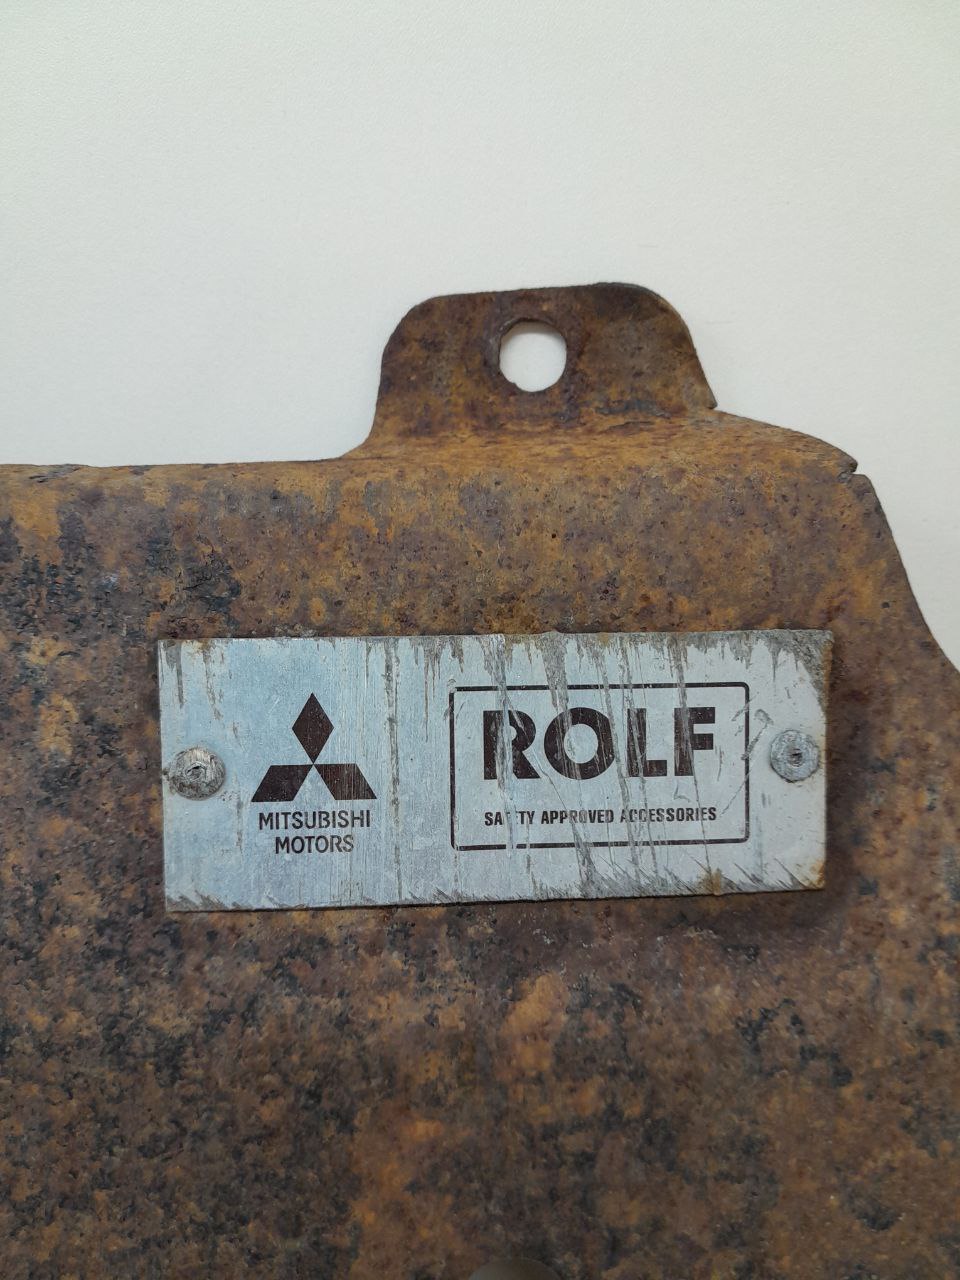 MITSUBISHI
MOTORS
ROLF
SAFETY APPROVED ACCESSORIES